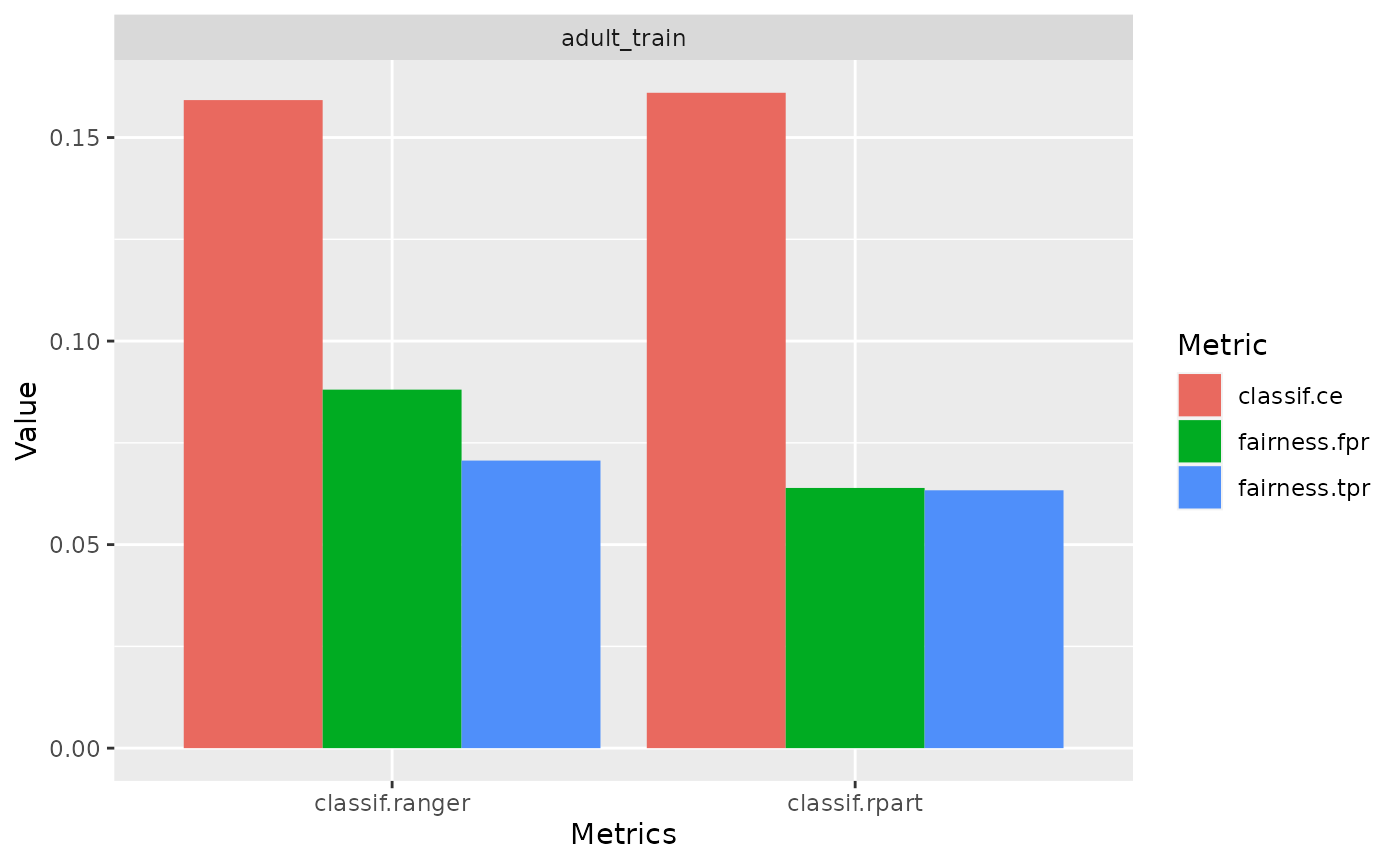 adult_train
0.15
0.10
0.05
0.00
Value
classif.ranger
classif.rpart
Metrics
Metric
classif.ce
fairness.fpr
fairness.tpr